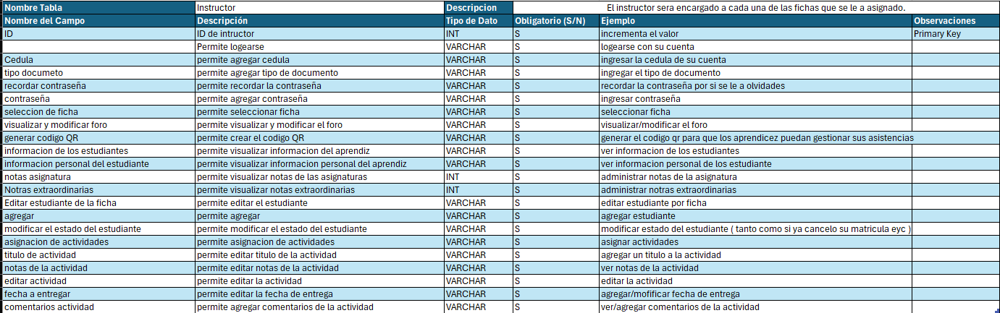 Nombre Tabla Instructor Descripcion El instructor sera encargado a cada una de las fichas que se le a asignado.
Nombre del Campo Descripción Tipo de Dato Obligatorio (S/N) Ejemplo Observaciones
ID ID de intructor INT S incrementa el valor Primary Key
Permite logearse VARCHAR S logearse con su cuenta
Cedula permite agregar cedula VARCHAR S ingresar la cedula de su cuenta
tipo documeto permite agregar tipo de documento VARCHAR S ingregar el tipo de documento
recordar contraseña permite recordar la contraseña VARCHAR S recordar la contraseña por si se le a olvidades
contraseña permite agregar contraseña VARCHAR S ingresar contraseña
seleccion de ficha permite seleccionar ficha VARCHAR S seleccionar ficha
visualizar y modificar foro permite visualizar y modificar el foro VARCHAR S visualizar/modificar el foro
generar codigo QR permite crear el codigo QR VARCHAR S generar el codigo qr para que los aprendicez puedan gestionar sus asistencias
informacion de los estudiantes permite visualizar informacion del aprendiz VARCHAR S ver informacion de los estudiantes
informacion personal del estudiante permite visualizar informacion personal del aprendiz VARCHAR S ver informacion personal de los estudiante
notas asignatura permite visualizar notas de las asignaturas INT S administrar notas de la asignatura
Notras extraordinarias permite visualizar notas extraordinarias INT S administrar notras extraordinarias
Editar estudiante de la ficha permite editar el estudiante VARCHAR S editar estudiante por ficha
agregar permite agregar VARCHAR S agregar estudiante
modificar el estado del estudiante permite modificar el estado del estudiante VARCHAR S modificar estado del estudiante ( tanto como si ya cancelo su matricula eyc )
asignacion de actividades permite asignacion de actividades VARCHAR S asignar actividades
titulo de actividad permite editar titulo de la actividad VARCHAR S agregar un titulo a la actividad
notas de la actividad permite editar notas de la actividad VARCHAR S ver notas de la actividad
editar actividad permite editar la actividad VARCHAR S editar la actividad
fecha a entregar permite editar la fecha de entrega VARCHAR S agregar/mofificar fecha de entrega
comentarios actividad permite agregar comentarios de la actividad VARCHAR S ver/agregar comentarios de la actividad